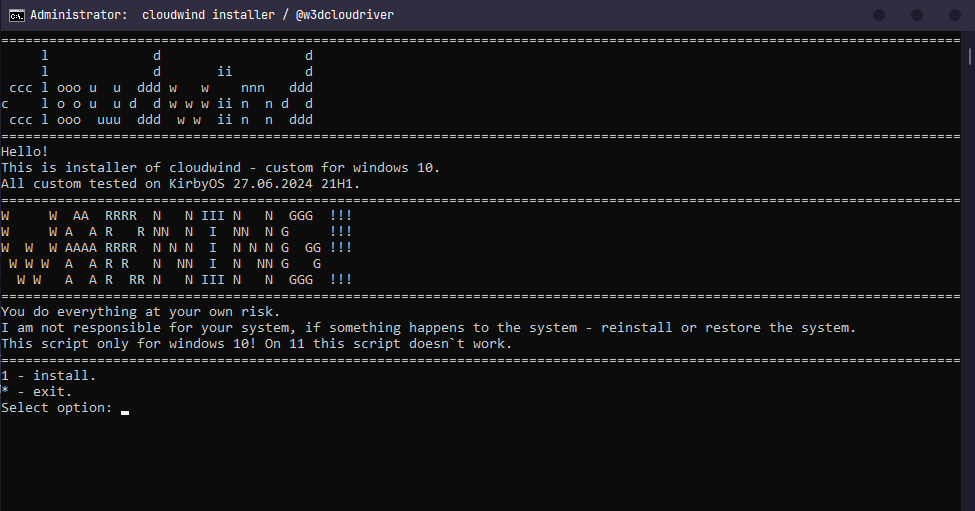 Administrator:  cloudwind installer / @w3dcloudriver
========================================================================================================================
     l             d                  d
     l             d       ii         d
 ccc l ooo u  u  ddd w   w    nnn   ddd
c    l o o u  u d  d w w w ii n  n d  d
 ccc l ooo  uuu  ddd  w w  ii n  n  ddd
========================================================================================================================
Hello!
This is installer of cloudwind - custom for windows 10.
All custom tested on KirbyOS 27.06.2024 21H1.
========================================================================================================================
W     W  AA  RRRR  N   N III N   N  GGG  !!!
W     W A  A R   R NN  N  I  NN  N G     !!!
W  W  W AAAA RRRR  N N N  I  N N N G  GG !!!
 W W W  A  A R R   N  NN  I  N  NN G   G
  W W   A  A R  RR N   N III N   N  GGG  !!!
========================================================================================================================
You do everything at your own risk.
I am not responsible for your system, if something happens to the system - reinstall or restore the system.
This script only for windows 10! On 11 this script doesn`t work.
========================================================================================================================
1 - install.
* - exit.
Select option: